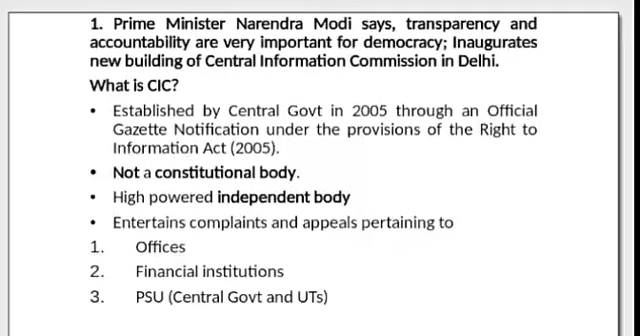 1. Prime Minister Narendra Modi says, transparency and
accountability are very important for democracy; Inaugurates
new building of Central Information Commission in Delhi.
What is CIC?
• Established by Central Govt in 2005 through an Official
Gazette Notification under the provisions of the Right to
Information Act (2005).
• Not a constitutional body.
• High powered independent body
• Entertains complaints and appeals pertaining to
1. Offices
2. Financial institutions
3. PSU (Central Govt and UTs)